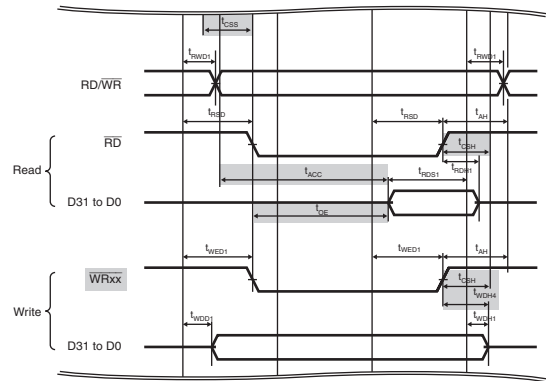 tCSS
tRWD1 tRWD1
RD/WR
tRSD tRSD tAH
RD
tCSH
Read
tRDH1
tACC tRDS1
D31 to D0
tOE
tWED1 tWED1 tAH
WRxx
tCSH
tWDH4
Write
tWDD1 tWDH1
D31 to D0